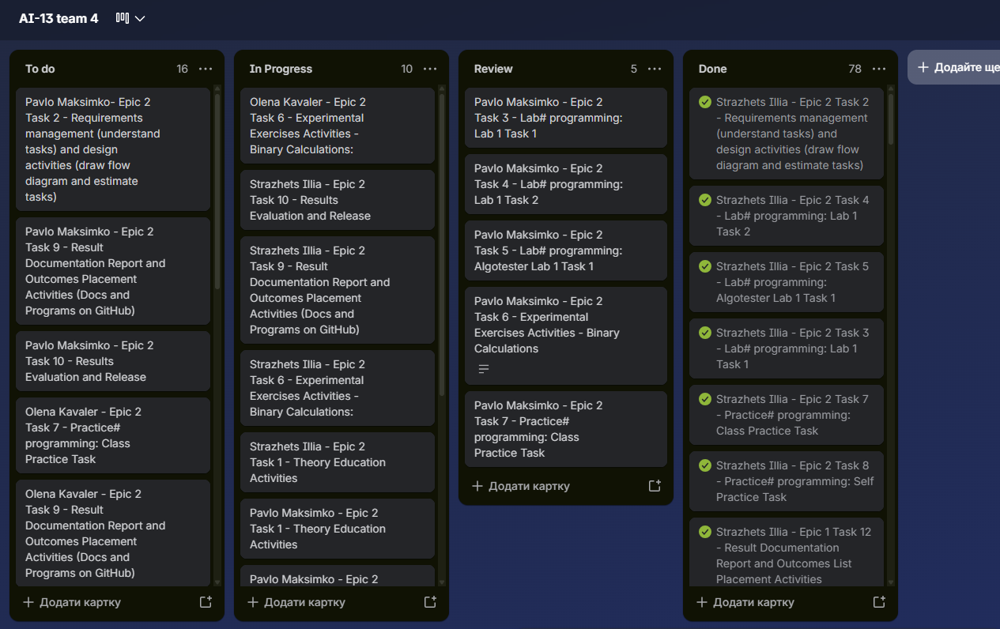 AI-13 team 4
To do
16
Pavlo Maksimko- Epic 2
Task 2 - Requirements
management (understand
tasks) and design
activities (draw flow
diagram and estimate
tasks)
Pavlo Maksimko - Epic 2
Task 9 - Result
Documentation Report and
Outcomes Placement
Activities (Docs and
Programs on GitHub)
Pavlo Maksimko - Epic 2
Task 10 - Results
Evaluation and Release
Olena Kavaler - Epic 2
Task 7 - Practice#
programming: Class
Practice Task
Olena Kavaler - Epic 2
Task 9 - Result
Documentation Report and
Outcomes Placement
Activities (Docs and
Programs on GitHub)
Додати картку
In Progress
10
Olena Kavaler - Epic 2
Task 6 - Experimental
Exercises Activities -
Binary Calculations:
Strazhets Illia - Epic 2
Task 10 - Results
Evaluation and Release
Strazhets Illia - Epic 2
Task 9 - Result
Documentation Report and
Outcomes Placement
Activities (Docs and
Programs on GitHub)
Strazhets Illia - Epic 2
Task 6 - Experimental
Exercises Activities -
Binary Calculations:
Strazhets Illia - Epic 2
Task 1 - Theory Education
Activities
Pavlo Maksimko - Epic 2
Task 1 - Theory Education
Activities
Pavlo Maksimko - Epic 2
Додати картку
Review
5
Pavlo Maksimko - Epic 2
Task 3 - Lab# programming:
Lab 1 Task 1
Pavlo Maksimko - Epic 2
Task 4 - Lab# programming:
Lab 1 Task 2
Pavlo Maksimko - Epic 2
Task 5 - Lab# programming:
Algotester Lab 1 Task 1
Pavlo Maksimko - Epic 2
Task 6 - Experimental
Exercises Activities - Binary
Calculations
Pavlo Maksimko - Epic 2
Task 7 - Practice#
programming: Class
Practice Task
Додати картку
Done
78
Strazhets Illia - Epic 2 Task 2
- Requirements management
(understand tasks) and
design activities (draw flow
diagram and estimate tasks)
Strazhets Illia - Epic 2 Task 4
- Lab# programming: Lab 1
Task 2
Strazhets Illia - Epic 2 Task 5
- Lab# programming:
Algotester Lab 1 Task 1
Strazhets Illia - Epic 2 Task 3
- Lab# programming: Lab 1
Task 1
Strazhets Illia - Epic 2 Task 7
- Practice# programming:
Class Practice Task
Strazhets Illia - Epic 2 Task 8
- Practice# programming: Self
Practice Task
Strazhets Illia - Epic 1 Task 12
- Result Documentation
Report and Outcomes List
Placement Activities
Додати картку
Додайте ще